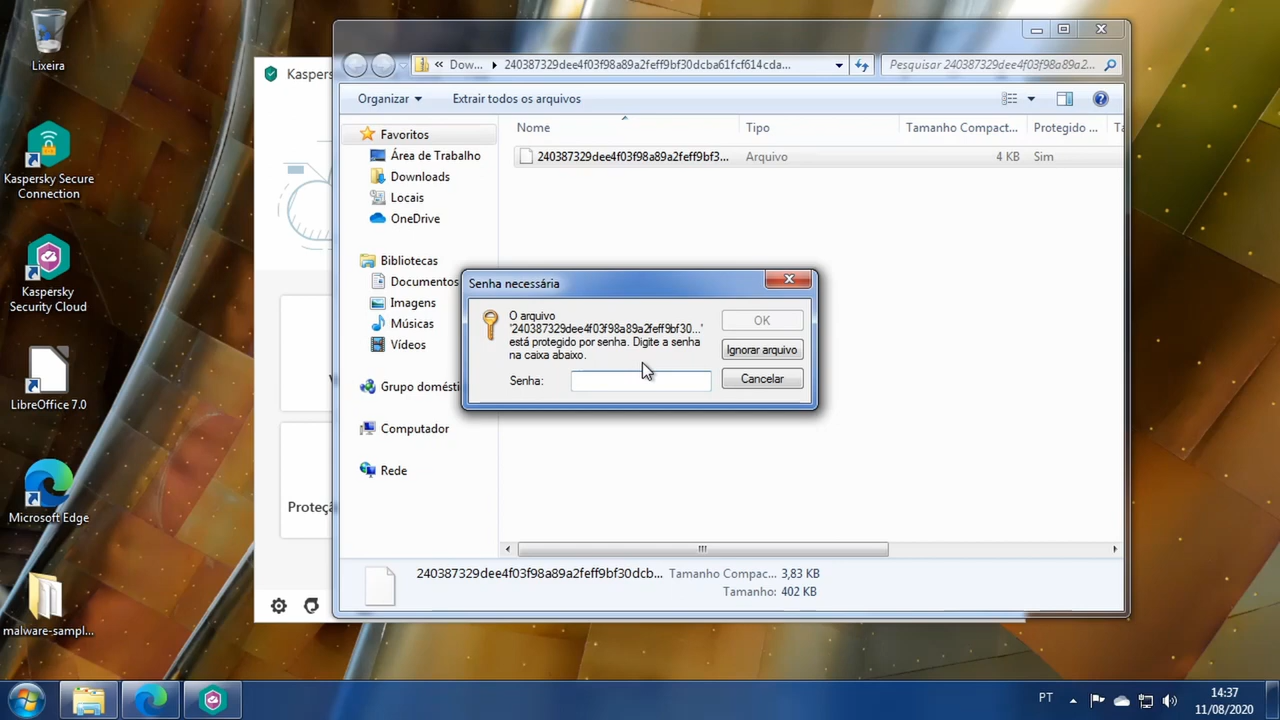 Lixeira
Kaspersky Secure
Connection
Kaspersky
Security Cloud
LibreOffice 7.0
Microsoft Edge
malware-sampl...
Proteçã
« Dow... 240387329dee4f03f98a89a2feff9bf30dcba61fcf614cda...
Pesquisar 240387329dee4f03f98a89a2...
Organizar
Extrair todos os arquivos
Favoritos
Área de Trabalho
Downloads
Locais
OneDrive
Bibliotecas
Documentos
Imagens
Músicas
Vídeos
Grupo domésti
Computador
Rede
Nome Tipo Tamanho Compact... Protegido ...
240387329dee4f03f98a89a2feff9bf3... Arquivo 4 KB Sim
Senha necessária
O arquivo
'240387329dee4f03f98a89a2feff9bf30...'
está protegido por senha. Digite a senha
na caixa abaixo.
Senha:
OK
Ignorar arquivo
Cancelar
240387329dee4f03f98a89a2feff9bf30dcb... Tamanho Compac... 3,83 KB
Tamanho: 402 KB
PT
14:37
11/08/2020